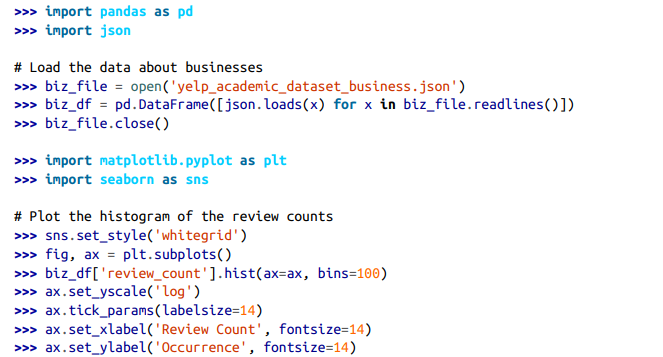 >>> import pandas as pd
>>> import json
# Load the data about businesses
>>> biz_file = open('yelp_academic_dataset_business.json')
>>> biz_df = pd.DataFrame([json.loads(x) for x in biz_file.readlines()])
>>> biz_file.close()
>>> import matplotlib.pyplot as plt
>>> import seaborn as sns
# Plot the histogram of the review counts
>>> sns.set_style('whitegrid')
>>> fig, ax = plt.subplots()
>>> biz_df['review_count'].hist(ax=ax, bins=100)
>>> ax.set_yscale('log')
>>> ax.tick_params(labelsize=14)
>>> ax.set_xlabel('Review Count', fontsize=14)
>>> ax.set_ylabel('Occurrence', fontsize=14)